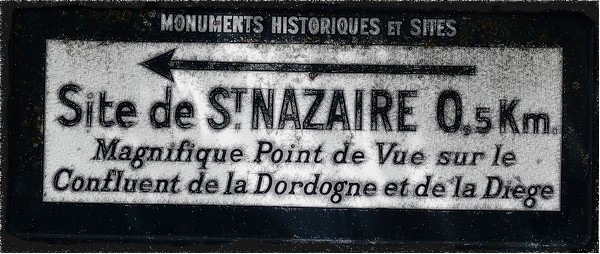 MONUMENTS HISTORIQUES ET SITES
Site de ST NAZAIRE 0,5 Km.
Magnifique Point de Vue sur le
Confluent de la Dordogne et de la Diège